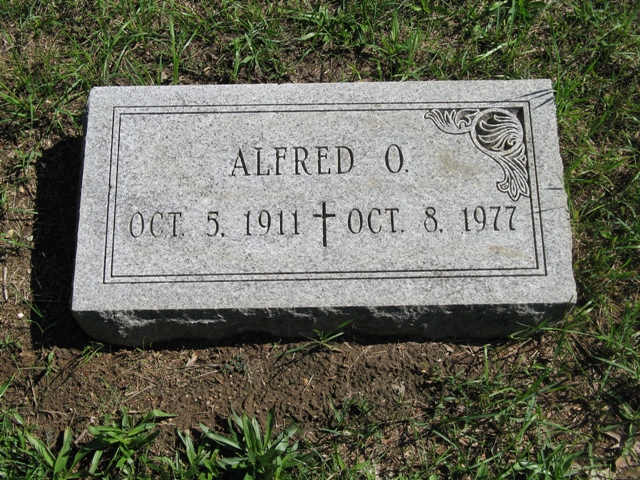 ALFRED O.
OCT. 5, 1911 † OCT. 8, 1977